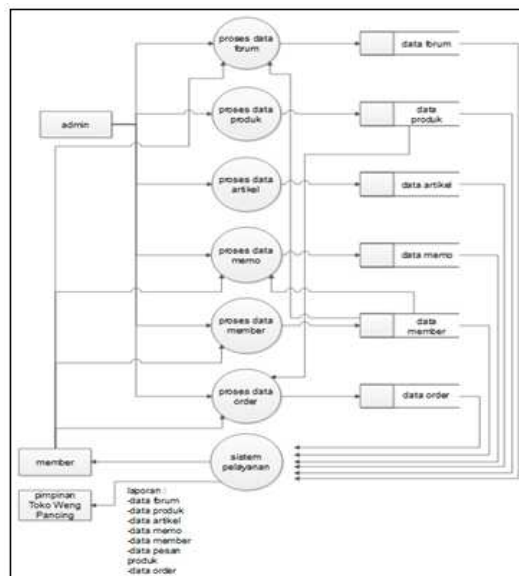 proses data
forum
data forum
proses data
produk
data
produk
admin
proses data
artikel
data artikel
proses data
memo
data memo
proses data
member
data
member
proses data
order
data order
member
sistem
pelayanan
pimpinan
Toko Weng
Pancing
laporan :
-data forum
-data produk
-data artikel
-data memo
-data member
-data pesan
produk
-data order